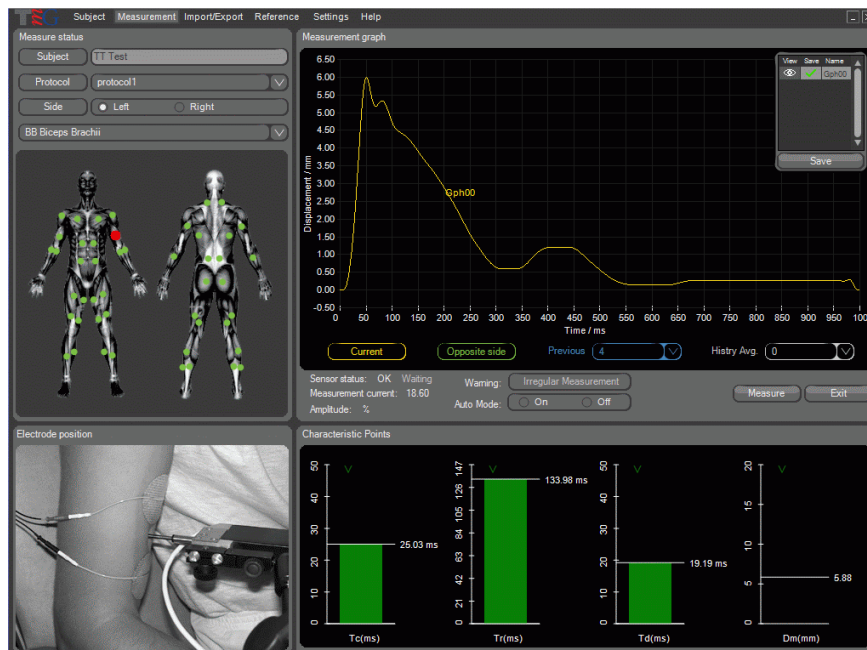 TMG Subject Measurement Import/Export Reference Settings Help
Measure status
Subject TT Test
Protocol protocol1
Side Left Right
BB Biceps Brachii
Measurement graph
6.50
6.00
5.50
5.00
4.50
4.00
3.50
3.00
2.50
2.00
1.50
1.00
0.50
0.00
-0.50
Displacement / mm
Gph00
View Save Name
Gph00
Save
0 50 100 150 200 250 300 350 400 450 500 550 600 650 700 750 800 850 900 950 100
Time / ms
Current Opposite side Previous 4 Histry Avg. 0
Sensor status: OK Waiting
Measurement current: 18.60
Amplitude: %
Warning: Irregular Measurement
Auto Mode: On Off
Measure Exit
Electrode position
Characteristic Points
50
40
30
20
10
0
25.03 ms
Tc(ms)
147
126
105
84
63
42
21
0
133.98 ms
Tr(ms)
50
40
30
20
10
0
19.19 ms
Td(ms)
20
15
10
5
0
5.88
Dm(mm)